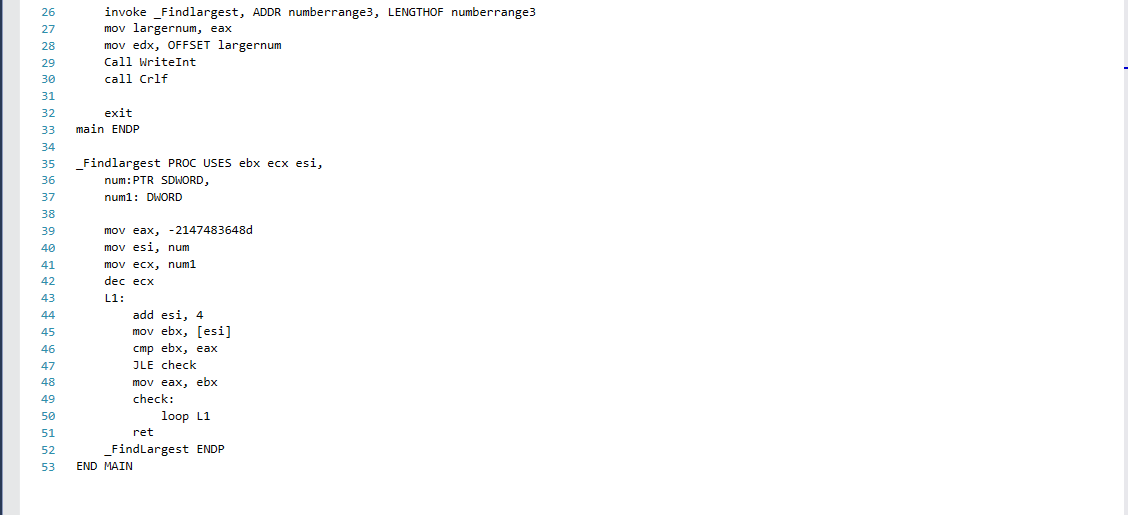 26 invoke _Findlargest, ADDR numberrange3, LENGTHOF numberrange3
27 mov largernum, eax
28 mov edx, OFFSET largernum
29 Call WriteInt
30 call Crlf
31
32 exit
33 main ENDP
34
35 _Findlargest PROC USES ebx ecx esi,
36 num:PTR SDWORD,
37 num1: DWORD
38
39 mov eax, -2147483648d
40 mov esi, num
41 mov ecx, num1
42 dec ecx
43 L1:
44 add esi, 4
45 mov ebx, [esi]
46 cmp ebx, eax
47 JLE check
48 mov eax, ebx
49 check:
50 loop L1
51 ret
52 _FindLargest ENDP
53 END MAIN